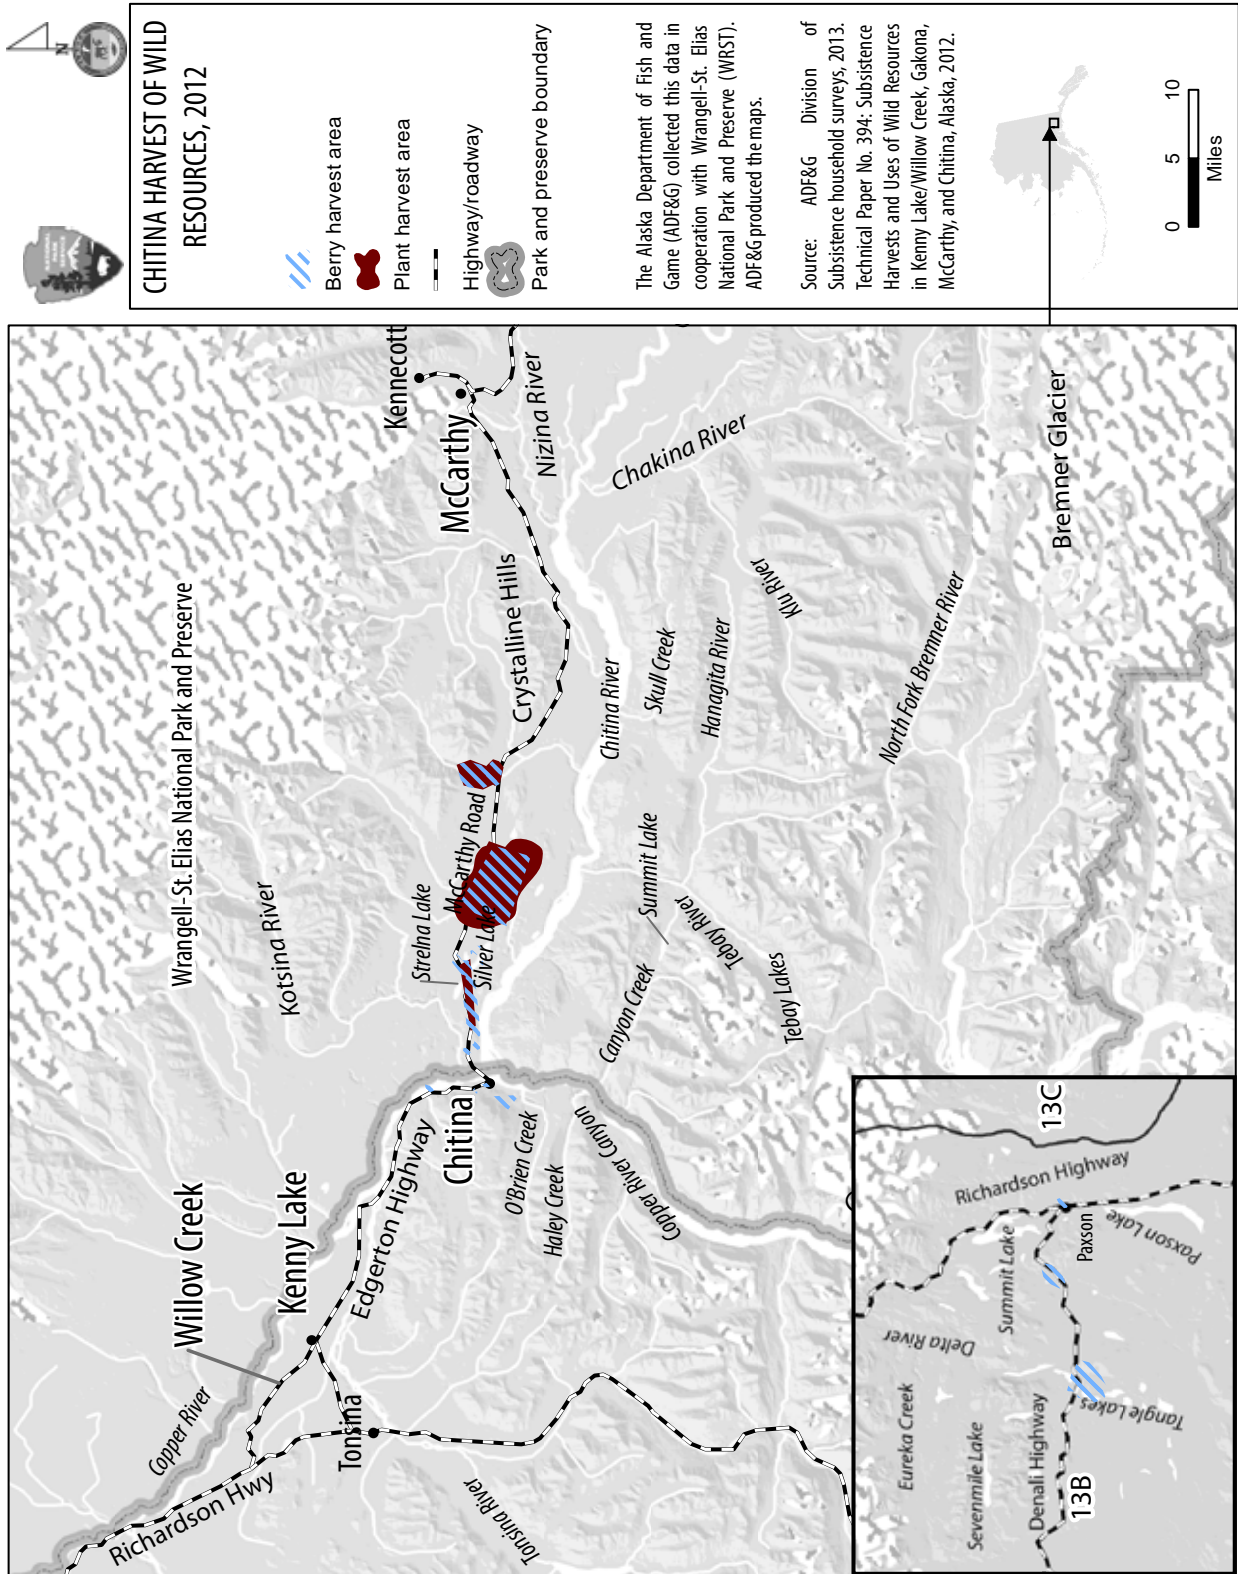 CHITINA HARVEST OF WILD
RESOURCES, 2012
Berry harvest area
Plant harvest area
Highway/roadway
Park and preserve boundary
The Alaska Department of Fish and
Game (ADF&G) collected this data in
cooperation with Wrangell-St. Elias
National Park and Preserve (WRST).
ADF&G produced the maps.
Source: ADF&G Division of
Subsistence household surveys, 2013.
Technical Paper No. 394: Subsistence
Harvests and Uses of Wild Resources
in Kenny Lake/Willow Creek, Gakona,
McCarthy, and Chitina, Alaska, 2012.
0 5 10
Miles
N
NATIONAL
PARK
SERVICE
Wrangell-St. Elias National Park and Preserve
Kennecott
McCarthy
Nizina River
Chakina River
Crystalline Hills
Kotsina River
Strelna Lake
McCarthy Road
Silver Lake
Chitina River
Skull Creek
Hanagita River
Klu River
North Fork Bremner River
Bremner Glacier
Summit Lake
Tebay River
Canyon Creek
Tebay Lakes
Willow Creek
Kenny Lake
Edgerton Highway
Chitina
O'Brien Creek
Haley Creek
Copper River Canyon
Copper River
Richardson Hwy
Tonsina
Tonsina River
13C
Richardson Highway
Paxson Lake
Paxson
Summit Lake
Delta River
Eureka Creek
Sevenmile Lake
Denali Highway
Tangle Lakes
13B